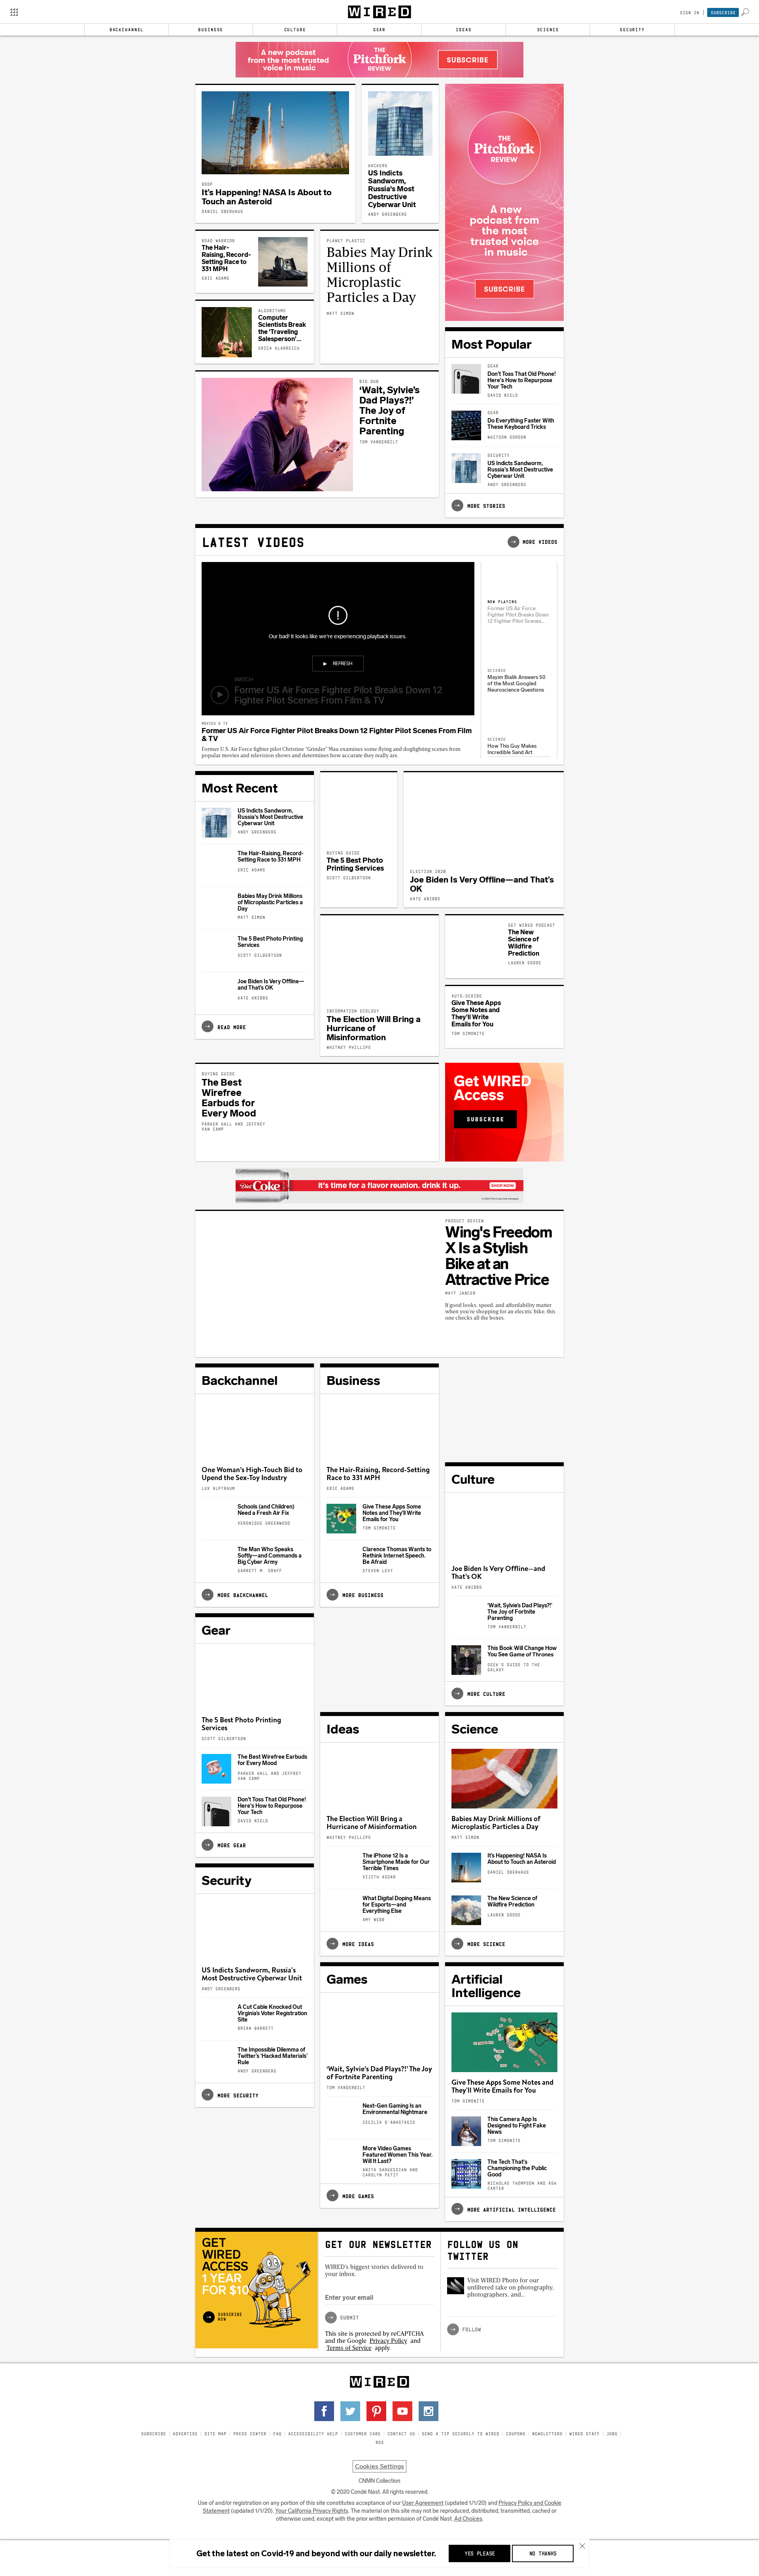 WIRED
SIGN IN
SUBSCRIBE
BACKCHANNEL
BUSINESS
CULTURE
GEAR
IDEAS
SCIENCE
SECURITY
A new podcast
from the most trusted
voice in music
THE
Pitchfork
REVIEW
SUBSCRIBE
BOOP
It's Happening! NASA Is About to
Touch an Asteroid
DANIEL OBERHAUS
HACKERS
US Indicts
Sandworm,
Russia's Most
Destructive
Cyberwar Unit
ANDY GREENBERG
THE
Pitchfork
REVIEW
A new
podcast from
the most
trusted voice
in music
SUBSCRIBE
ROAD WARRIOR
The Hair-
Raising, Record-
Setting Race to
331 MPH
ERIC ADAMS
PLANET PLASTIC
Babies May Drink
Millions of
Microplastic
Particles a Day
MATT SIMON
ALGORITHMS
Computer
Scientists Break
the 'Traveling
Salesperson'...
ERICA KLARREICH
Most Popular
GEAR
Don't Toss That Old Phone!
Here's How to Repurpose
Your Tech
DAVID NIELD
GEAR
Do Everything Faster With
These Keyboard Tricks
WHITSON GORDON
SECURITY
US Indicts Sandworm,
Russia's Most Destructive
Cyberwar Unit
ANDY GREENBERG
MORE STORIES
BIG DUB
'Wait, Sylvie's
Dad Plays?!'
The Joy of
Fortnite
Parenting
TOM VANDERBILT
LATEST VIDEOS
MORE VIDEOS
Our bad! It looks like we're experiencing playback issues.
REFRESH
WATCH
Former US Air Force Fighter Pilot Breaks Down 12
Fighter Pilot Scenes From Film & TV
MOVIES & TV
Former US Air Force Fighter Pilot Breaks Down 12 Fighter Pilot Scenes From Film
& TV
Former U.S. Air Force fighter pilot Christine "Grinder" Mau examines some flying and dogfighting scenes from
popular movies and television shows and determines how accurate they really are.
NOW PLAYING
Former US Air Force
Fighter Pilot Breaks Down
12 Fighter Pilot Scenes...
SCIENCE
Mayim Bialik Answers 50
of the Most Googled
Neuroscience Questions
SCIENCE
How This Guy Makes
Incredible Sand Art
Most Recent
US Indicts Sandworm,
Russia's Most Destructive
Cyberwar Unit
ANDY GREENBERG
The Hair-Raising, Record-
Setting Race to 331 MPH
ERIC ADAMS
Babies May Drink Millions
of Microplastic Particles a
Day
MATT SIMON
The 5 Best Photo Printing
Services
SCOTT GILBERTSON
Joe Biden Is Very Offline—
and That's OK
KATE KNIBBS
READ MORE
BUYING GUIDE
The 5 Best Photo
Printing Services
SCOTT GILBERTSON
ELECTION 2020
Joe Biden Is Very Offline—and That's
OK
KATE KNIBBS
INFORMATION ECOLOGY
The Election Will Bring a
Hurricane of
Misinformation
WHITNEY PHILLIPS
GET WIRED PODCAST
The New
Science of
Wildfire
Prediction
LAUREN GOODE
AUTO-SCRIBE
Give These Apps
Some Notes and
They'll Write
Emails for You
TOM SIMONITE
BUYING GUIDE
The Best
Wirefree
Earbuds for
Every Mood
PARKER HALL AND JEFFREY
VAN CAMP
Get WIRED
Access
SUBSCRIBE
Diet Coke
It's time for a flavor reunion. drink it up.
SHOP NOW
PRODUCT REVIEW
Wing's Freedom
X Is a Stylish
Bike at an
Attractive Price
MATT JANCER
If good looks, speed, and affordability matter
when you're shopping for an electric bike, this
one checks all the boxes.
Backchannel
One Woman's High-Touch Bid to
Upend the Sex-Toy Industry
LUX ALPTRAUM
Schools (and Children)
Need a Fresh Air Fix
VERONIQUE GREENWOOD
The Man Who Speaks
Softly—and Commands a
Big Cyber Army
GARRETT M. GRAFF
MORE BACKCHANNEL
Business
The Hair-Raising, Record-Setting
Race to 331 MPH
ERIC ADAMS
Give These Apps Some
Notes and They'll Write
Emails for You
TOM SIMONITE
Clarence Thomas Wants to
Rethink Internet Speech.
Be Afraid
STEVEN LEVY
MORE BUSINESS
Culture
Joe Biden Is Very Offline—and
That's OK
KATE KNIBBS
'Wait, Sylvie's Dad Plays?!'
The Joy of Fortnite
Parenting
TOM VANDERBILT
This Book Will Change How
You See Game of Thrones
GEEK'S GUIDE TO THE
GALAXY
MORE CULTURE
Gear
The 5 Best Photo Printing
Services
SCOTT GILBERTSON
The Best Wirefree Earbuds
for Every Mood
PARKER HALL AND JEFFREY
VAN CAMP
Don't Toss That Old Phone!
Here's How to Repurpose
Your Tech
DAVID NIELD
MORE GEAR
Ideas
The Election Will Bring a
Hurricane of Misinformation
WHITNEY PHILLIPS
The iPhone 12 Is a
Smartphone Made for Our
Terrible Times
VIJITH ASSAR
What Digital Doping Means
for Esports—and
Everything Else
AMY WEBB
MORE IDEAS
Science
Babies May Drink Millions of
Microplastic Particles a Day
MATT SIMON
It's Happening! NASA Is
About to Touch an Asteroid
DANIEL OBERHAUS
The New Science of
Wildfire Prediction
LAUREN GOODE
MORE SCIENCE
Security
US Indicts Sandworm, Russia's
Most Destructive Cyberwar Unit
ANDY GREENBERG
A Cut Cable Knocked Out
Virginia's Voter Registration
Site
BRIAN BARRETT
The Impossible Dilemma of
Twitter's 'Hacked Materials'
Rule
ANDY GREENBERG
MORE SECURITY
Games
'Wait, Sylvie's Dad Plays?!' The Joy
of Fortnite Parenting
TOM VANDERBILT
Next-Gen Gaming Is an
Environmental Nightmare
CECILIA D'ANASTASIO
More Video Games
Featured Women This Year.
Will It Last?
ANITA SARKEESIAN AND
CAROLYN PETIT
MORE GAMES
Artificial
Intelligence
Give These Apps Some Notes and
They'll Write Emails for You
TOM SIMONITE
This Camera App Is
Designed to Fight Fake
News
TOM SIMONITE
The Tech That's
Championing the Public
Good
NICHOLAS THOMPSON AND ASA
CANTER
MORE ARTIFICIAL INTELLIGENCE
GET
WIRED
ACCESS
1 YEAR
FOR $10
SUBSCRIBE
NOW
GET OUR NEWSLETTER
WIRED's biggest stories delivered to
your inbox.
Enter your email
SUBMIT
This site is protected by reCAPTCHA
and the Google Privacy Policy and
Terms of Service apply.
FOLLOW US ON
TWITTER
Visit WIRED Photo for our
unfiltered take on photography,
photographers, and...
FOLLOW
WIRED
SUBSCRIBE
ADVERTISE
SITE MAP
PRESS CENTER
FAQ
ACCESSIBILITY HELP
CUSTOMER CARE
CONTACT US
SEND A TIP SECURELY TO WIRED
COUPONS
NEWSLETTERS
WIRED STAFF
JOBS
RSS
Cookies Settings
CNMN Collection
© 2020 Condé Nast. All rights reserved.
Use of and/or registration on any portion of this site constitutes acceptance of our User Agreement (updated 1/1/20) and Privacy Policy and Cookie
Statement (updated 1/1/20). Your California Privacy Rights. The material on this site may not be reproduced, distributed, transmitted, cached or
otherwise used, except with the prior written permission of Condé Nast. Ad Choices.
Get the latest on Covid-19 and beyond with our daily newsletter.
YES PLEASE
NO THANKS